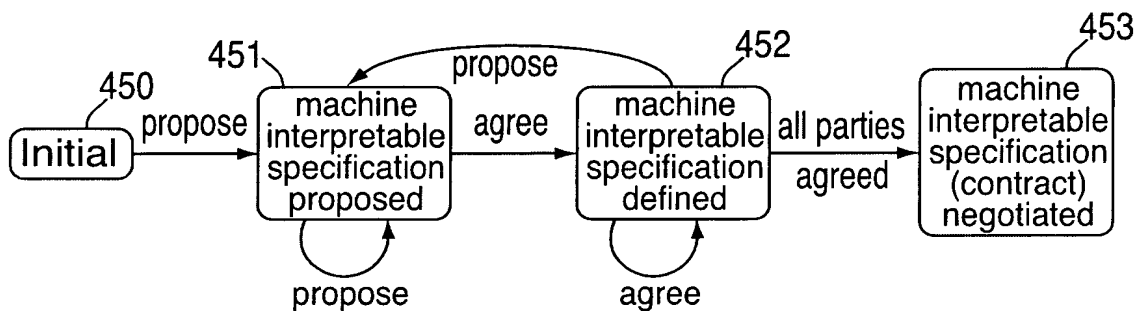 450
Initial
propose
451
machine
interpretable
specification
proposed
propose
propose
agree
452
machine
interpretable
specification
defined
agree
all parties
agreed
453
machine
interpretable
specification
(contract)
negotiated